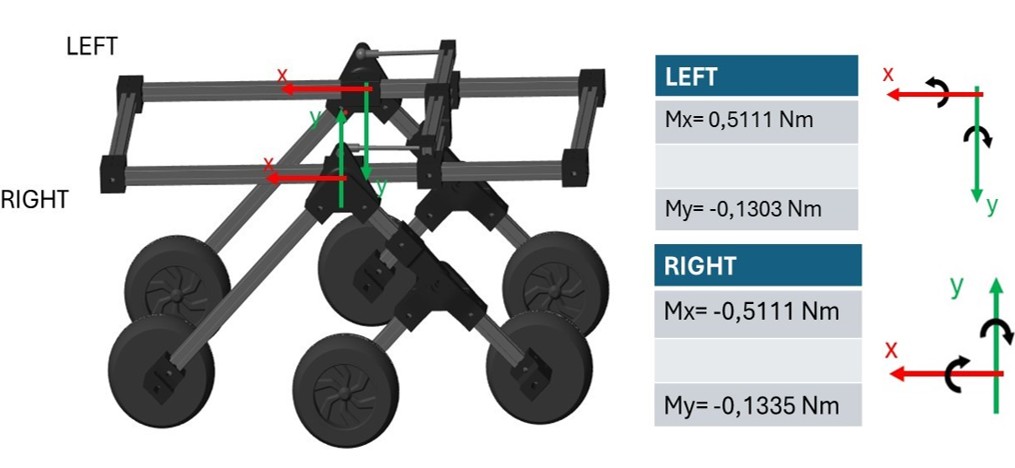 LEFT
x
y
x
y
RIGHT
LEFT
Mx= 0,5111 Nm
My= -0,1303 Nm
x
y
RIGHT
Mx= -0,5111 Nm
My= -0,1335 Nm
y
x